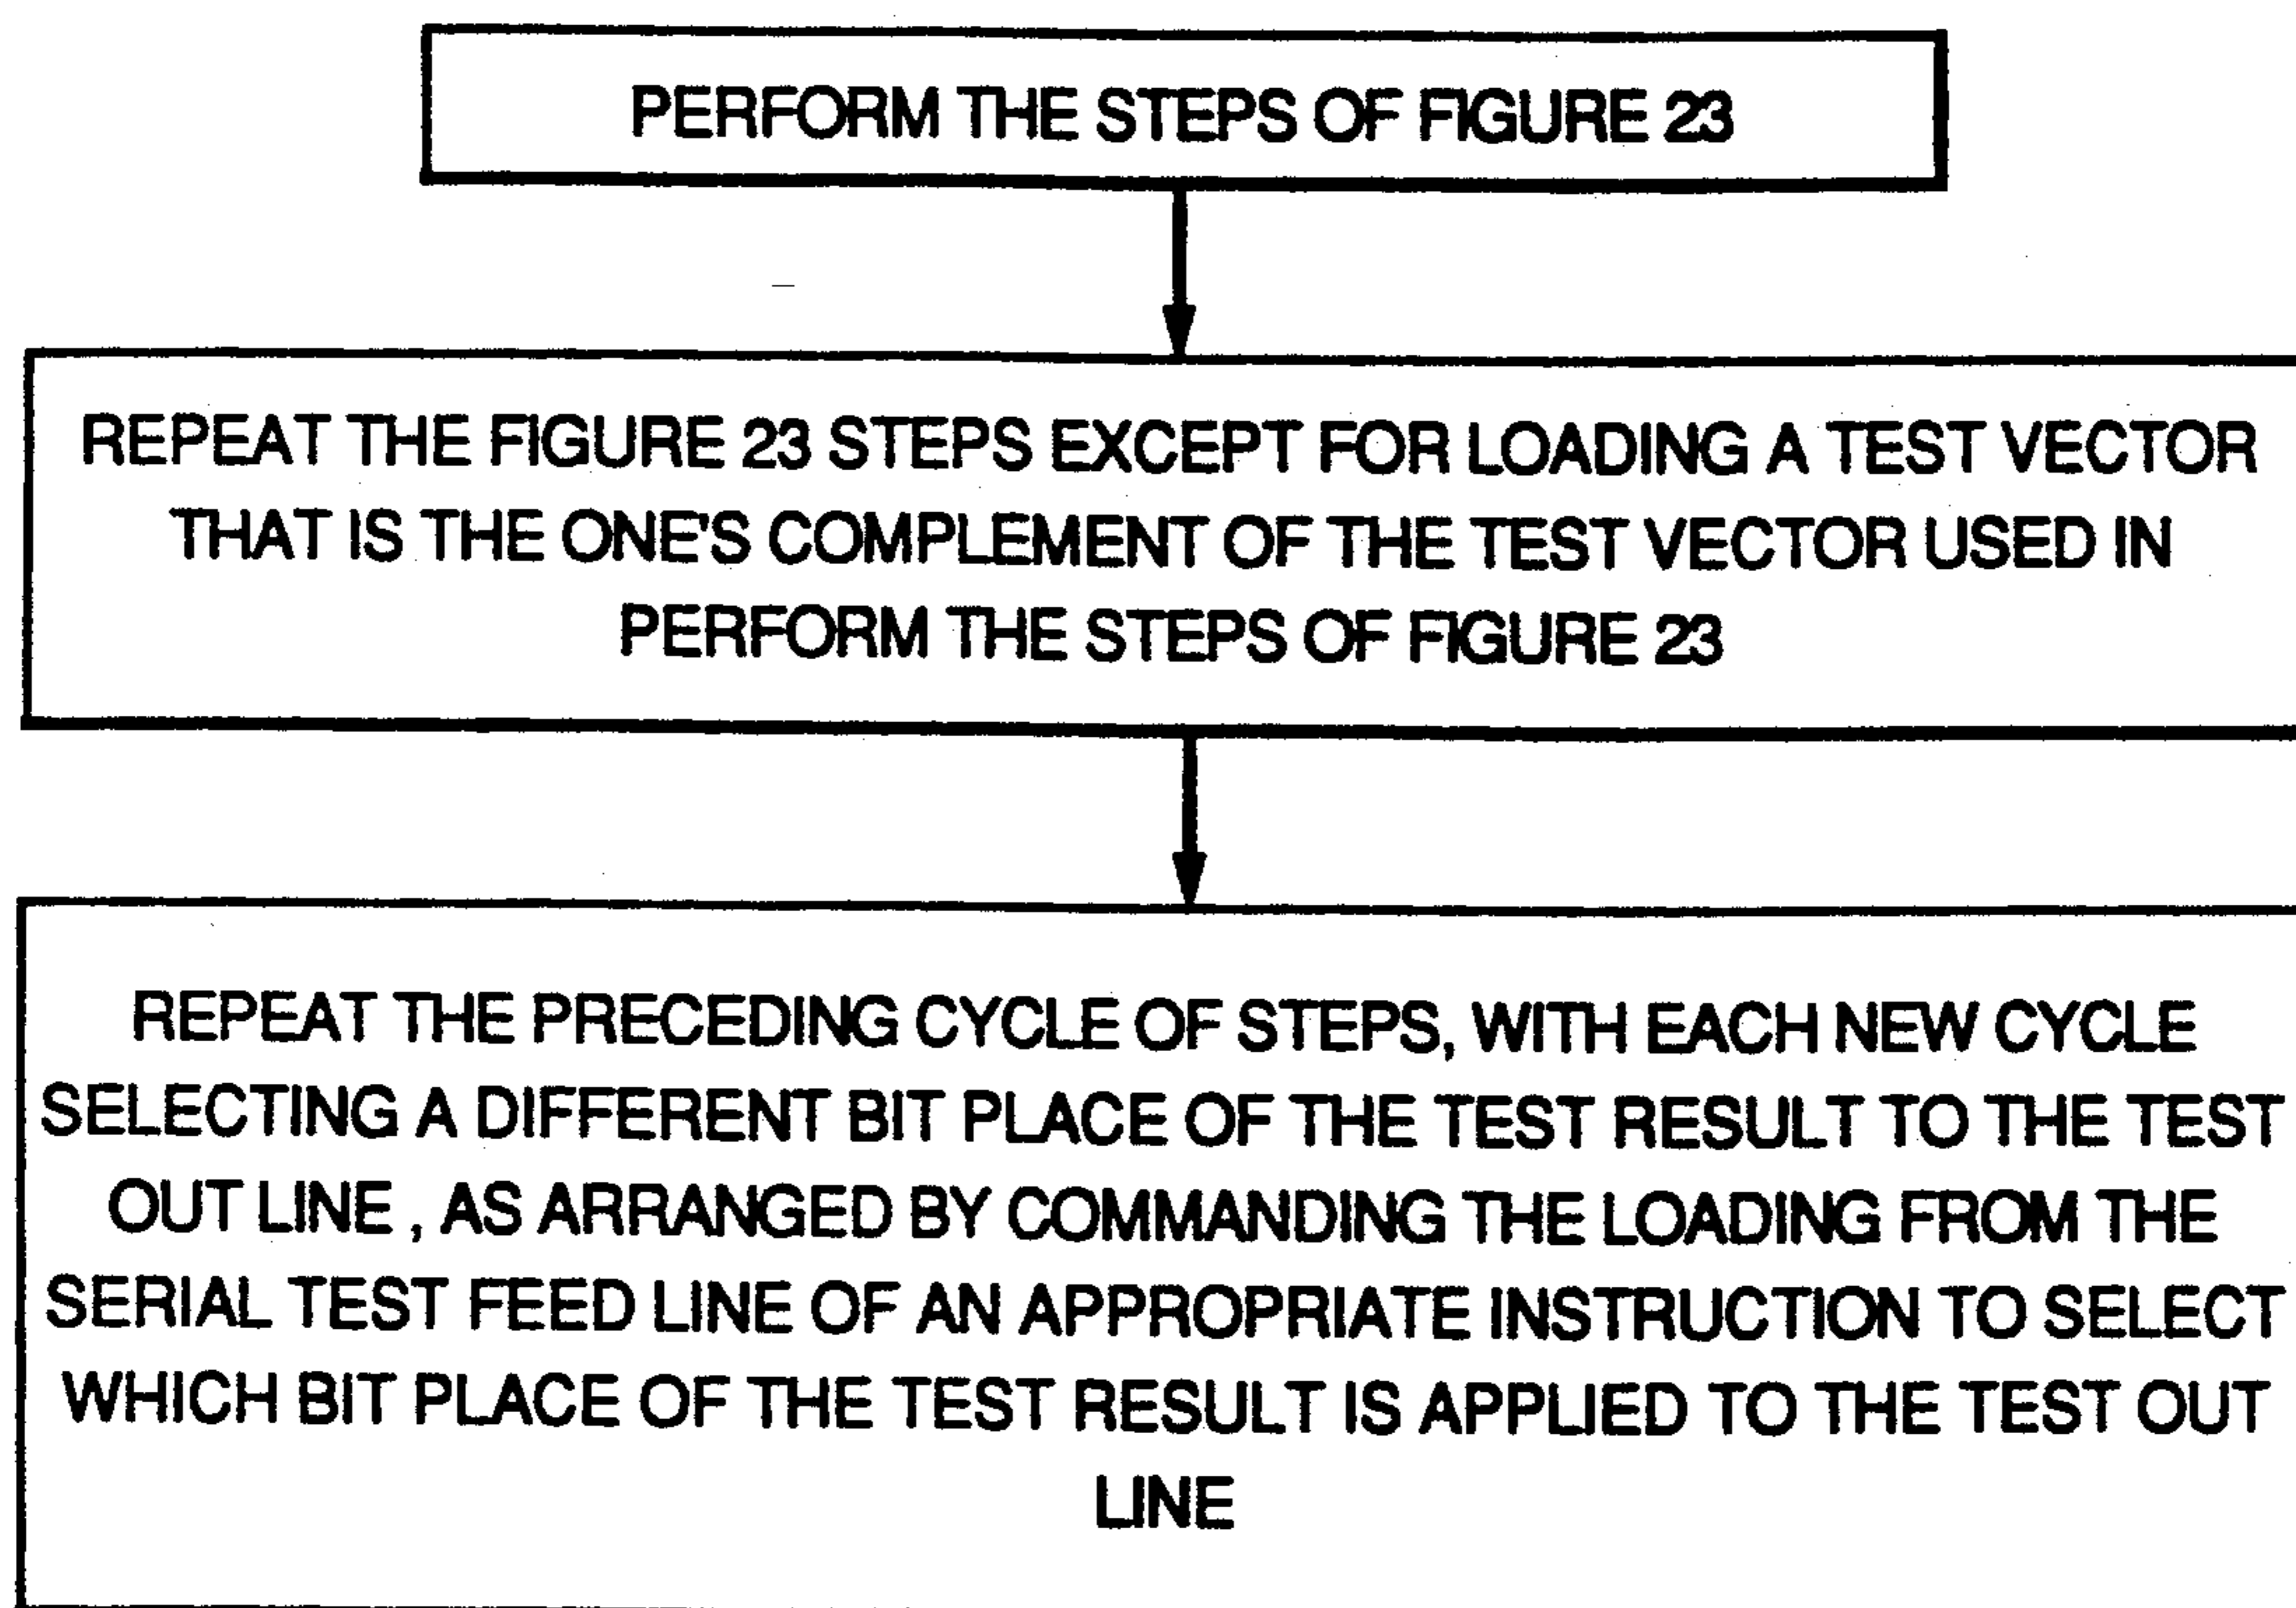 PERFORM THE STEPS OF FIGURE 23
REPEAT THE FIGURE 23 STEPS EXCEPT FOR LOADING A TEST VECTOR
THAT IS THE ONE'S COMPLEMENT OF THE TEST VECTOR USED IN
PERFORM THE STEPS OF FIGURE 23
REPEAT THE PRECEDING CYCLE OF STEPS, WITH EACH NEW CYCLE
SELECTING A DIFFERENT BIT PLACE OF THE TEST RESULT TO THE TEST
OUT LINE , AS ARRANGED BY COMMANDING THE LOADING FROM THE
SERIAL TEST FEED LINE OF AN APPROPRIATE INSTRUCTION TO SELECT
WHICH BIT PLACE OF THE TEST RESULT IS APPLIED TO THE TEST OUT
LINE